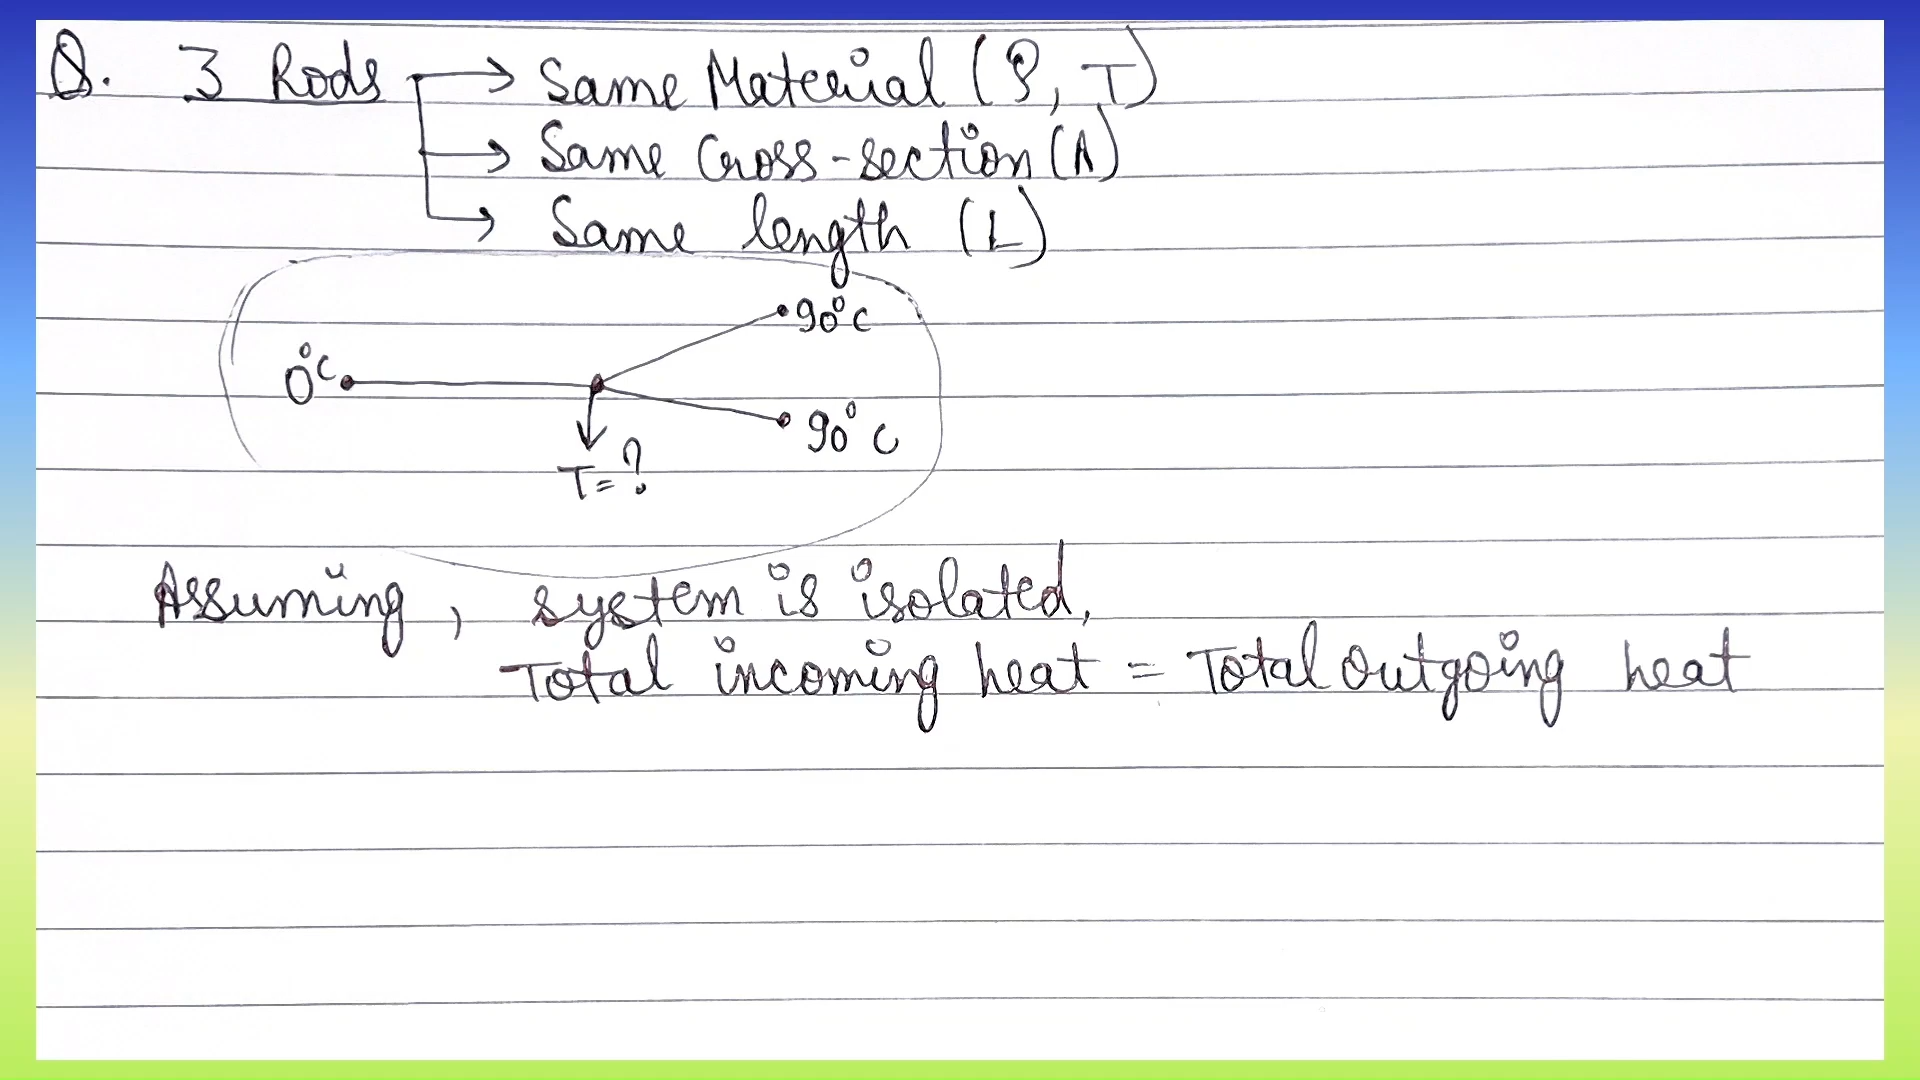 Q. 3 Rods → Same Material (ρ, T)
→ Same Cross-section (A)
→ Same length (L)
90°C
0°C
90°C
T=?
Assuming, system is isolated,
Total incoming heat = Total outgoing heat